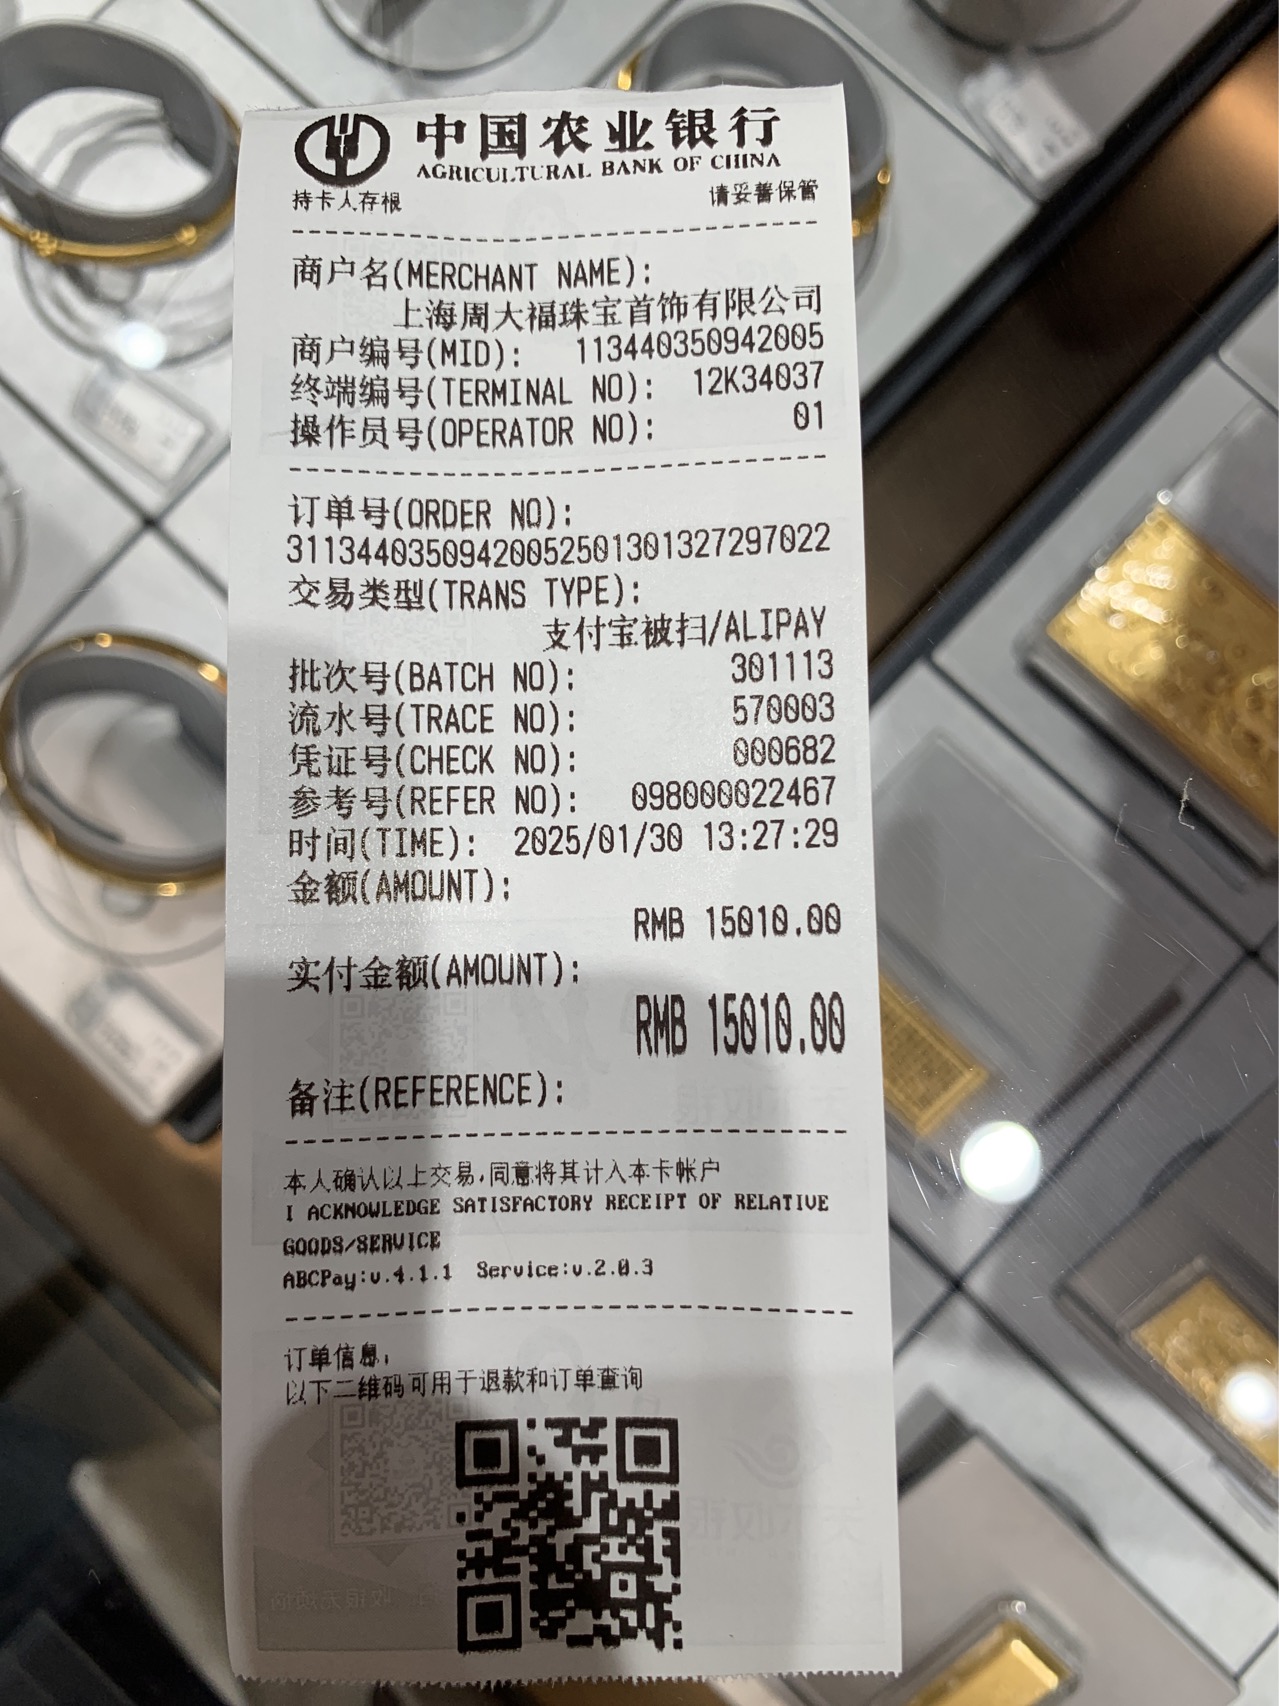 中国农业银行
AGRICULTURAL BANK OF CHINA
持卡人存根 请妥善保管
商户名(MERCHANT NAME):
上海周大福珠宝首饰有限公司
商户编号(MID): 113440350942005
终端编号(TERMINAL NO): 12K34037
操作员号(OPERATOR NO): 01
订单号(ORDER NO):
31134403509420052501301327297022
交易类型(TRANS TYPE):
支付宝被扫/ALIPAY
批次号(BATCH NO): 301113
流水号(TRACE NO): 570003
凭证号(CHECK NO): 000682
参考号(REFER NO): 098000022467
时间(TIME): 2025/01/30 13:27:29
金额(AMOUNT):
RMB 15010.00
实付金额(AMOUNT):
RMB 15010.00
备注(REFERENCE):
本人确认以上交易,同意将其计入本卡帐户
I ACKNOWLEDGE SATISFACTORY RECEIPT OF RELATIVE
GOODS/SERVICE
ABCPay:v.4.1.1 Service:v.2.0.3
订单信息,
以下二维码可用于退款和订单查询